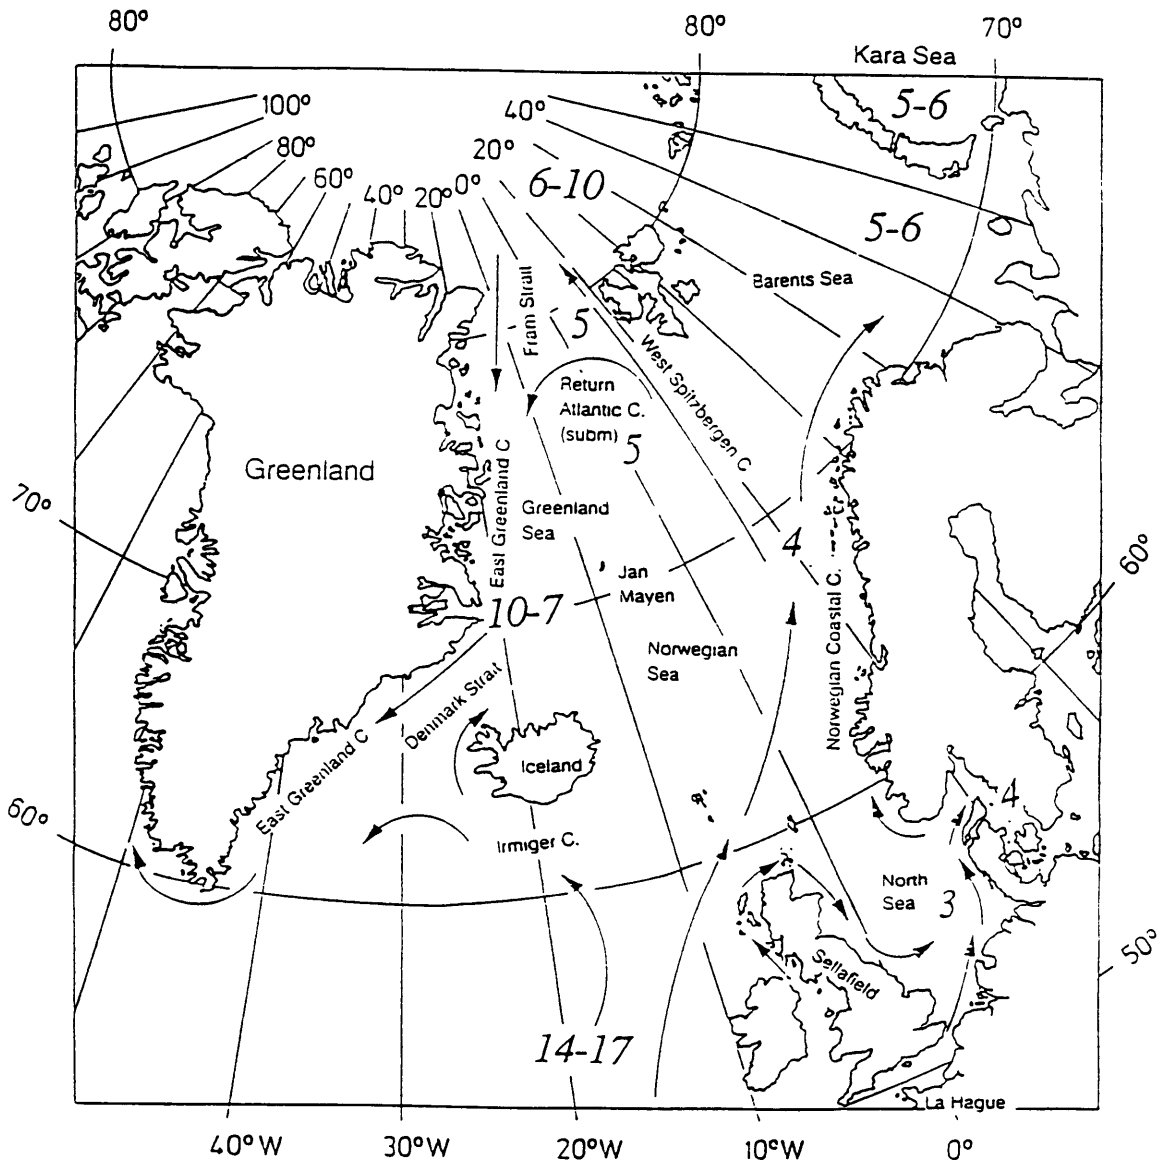 80°
80°
70°
Kara Sea
5-6
100°
40°
80°
20°
60°
40°
20°
0°
6-10
5-6
Barents Sea
Fram Strait
5
West Spitzbergen C
Return
Atlantic C.
(subm)
5
Greenland
East Greenland C
70°
Greenland
Sea
4
60°
Jan
Mayen
10-7
Norwegian Coastal C.
Norwegian
Sea
Denmark Strait
East Greenland C
Iceland
4
60°
Irmiger C.
North
Sea
3
50°
Sellafield
14-17
La Hague
40°W
30°W
20°W
10°W
0°